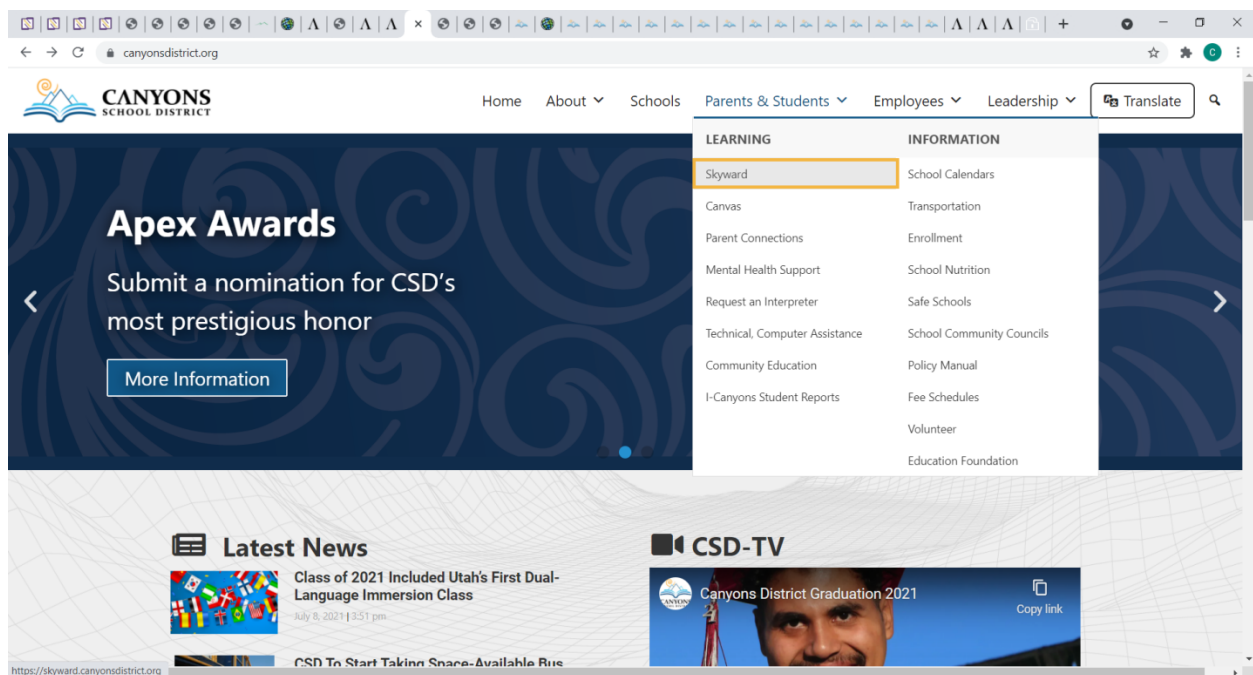 canyonsdistrict.org
C
CANYONS
SCHOOL DISTRICT
Home About Schools Parents & Students Employees Leadership Translate
LEARNING
Skyward
Canvas
Parent Connections
Mental Health Support
Request an Interpreter
Technical, Computer Assistance
Community Education
I-Canyons Student Reports
INFORMATION
School Calendars
Transportation
Enrollment
School Nutrition
Safe Schools
School Community Councils
Policy Manual
Fee Schedules
Volunteer
Education Foundation
Apex Awards
Submit a nomination for CSD's
most prestigious honor
More Information
Latest News
Class of 2021 Included Utah's First Dual-
Language Immersion Class
July 8, 2021 | 3:51 pm
CSD To Start Taking Space-Available Bus
CSD-TV
Canyons District Graduation 2021
Copy link
https://skyward.canyonsdistrict.org